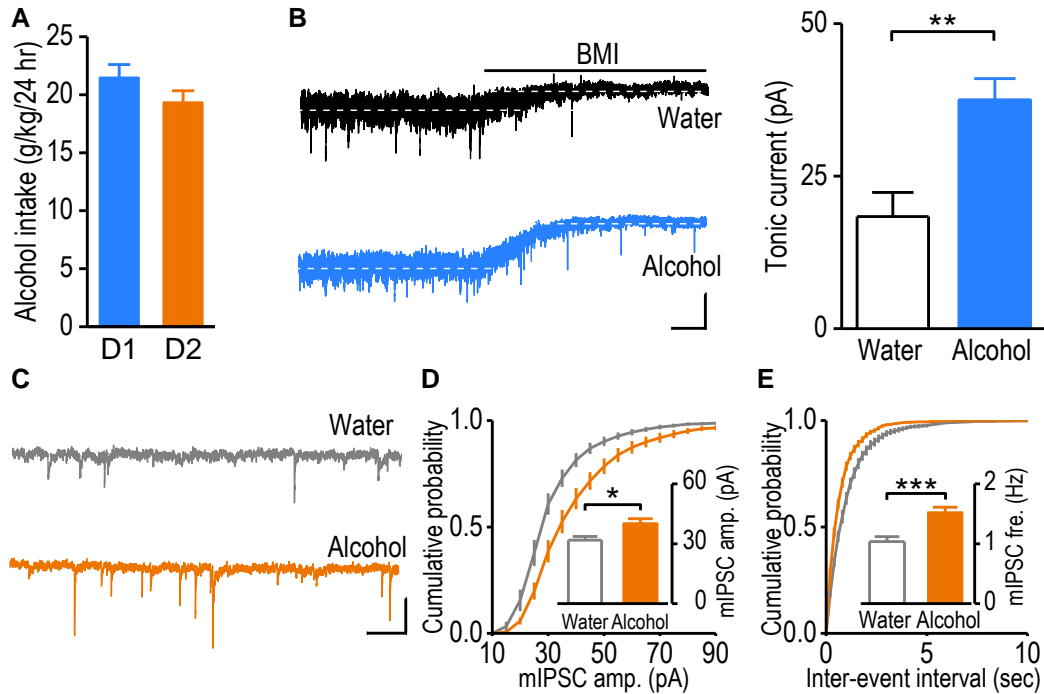 A
Alcohol intake (g/kg/24 hr)
25
20
15
10
5
0
D1 D2
B
BMI
Water
Alcohol
Tonic current (pA)
50
25
0
**
Water Alcohol
C
Water
Alcohol
D
Cumulative probability
1.0
0.5
0.0
10 30 50 70 90
mIPSC amp. (pA)
*
60
30
0
mIPSC amp. (pA)
Water Alcohol
E
Cumulative probability
1.0
0.5
0.0
0 5 10
Inter-event interval (sec)
***
2
1
0
mIPSC fre. (Hz)
Water Alcohol